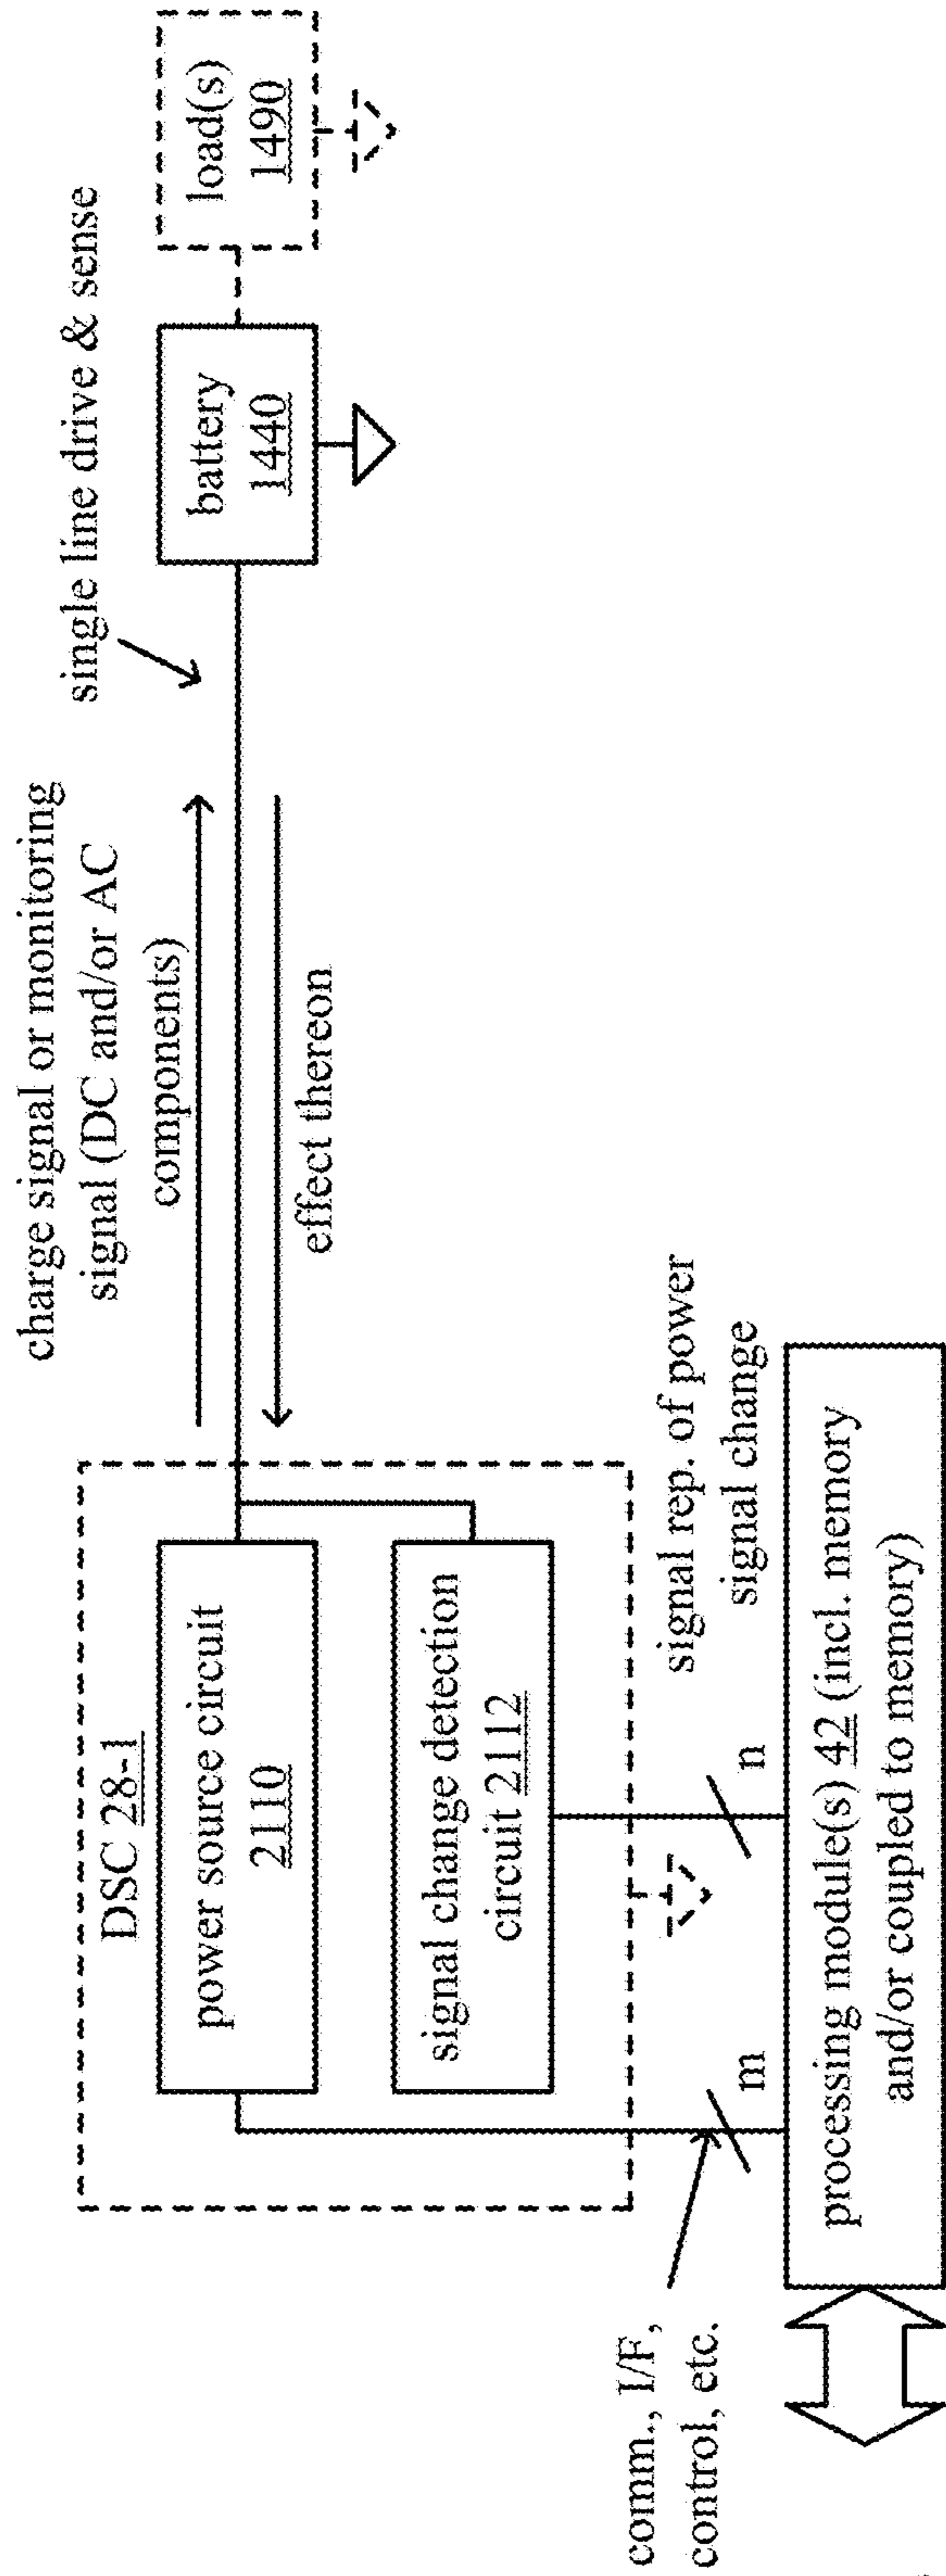 charge signal or monitoring
signal (DC and/or AC
components)
single line drive & sense
DSC 28-1
power source circuit
2110
battery
1440
load(s)
1490
effect thereon
signal change detection
circuit 2112
comm., I/F,
control, etc.
m
n
signal rep. of power
signal change
processing module(s) 42 (incl. memory
and/or coupled to memory)